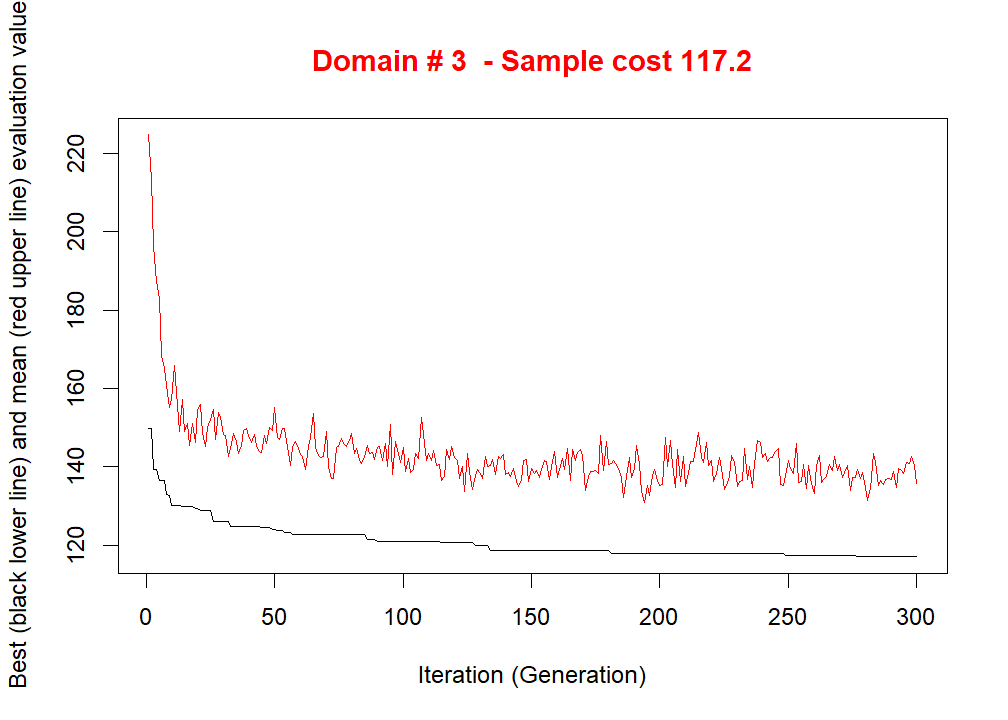 Domain # 3  - Sample cost 117.2
Best (black lower line) and mean (red upper line) evaluation value
220
200
180
160
140
120
0 50 100 150 200 250 300
Iteration (Generation)